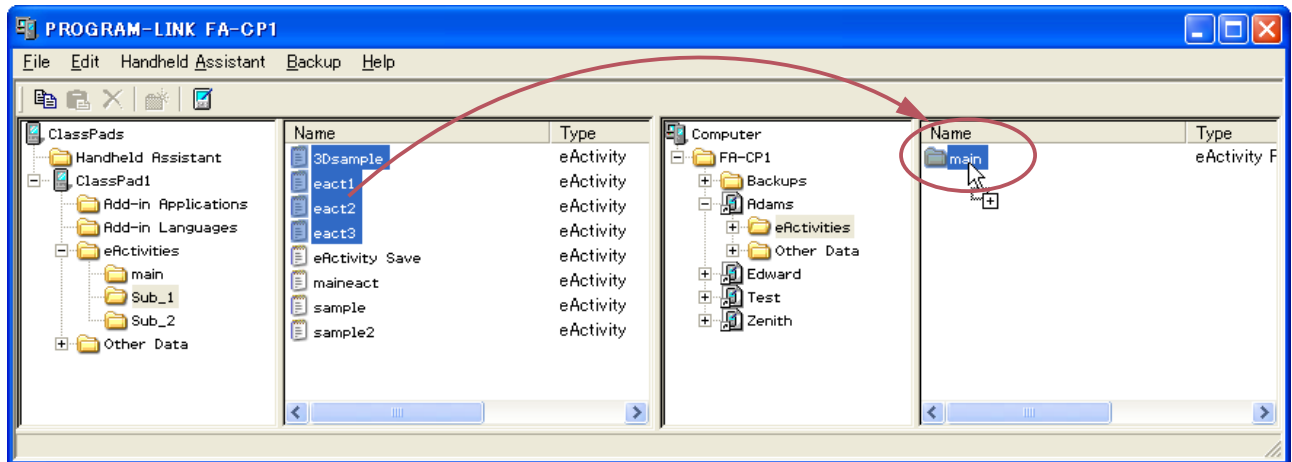 PROGRAM-LINK FA-CP1
File Edit Handheld Assistant Backup Help
ClassPads
Handheld Assistant
ClassPad1
Add-in Applications
Add-in Languages
eActivities
main
Sub_1
Sub_2
Other Data
Name Type
3Dsample eActivity
eact1 eActivity
eact2 eActivity
eact3 eActivity
eActivity Save eActivity
maineact eActivity
sample eActivity
sample2 eActivity
Computer
FA-CP1
Backups
Adams
eActivities
Other Data
Edward
Test
Zenith
Name Type
main eActivity F